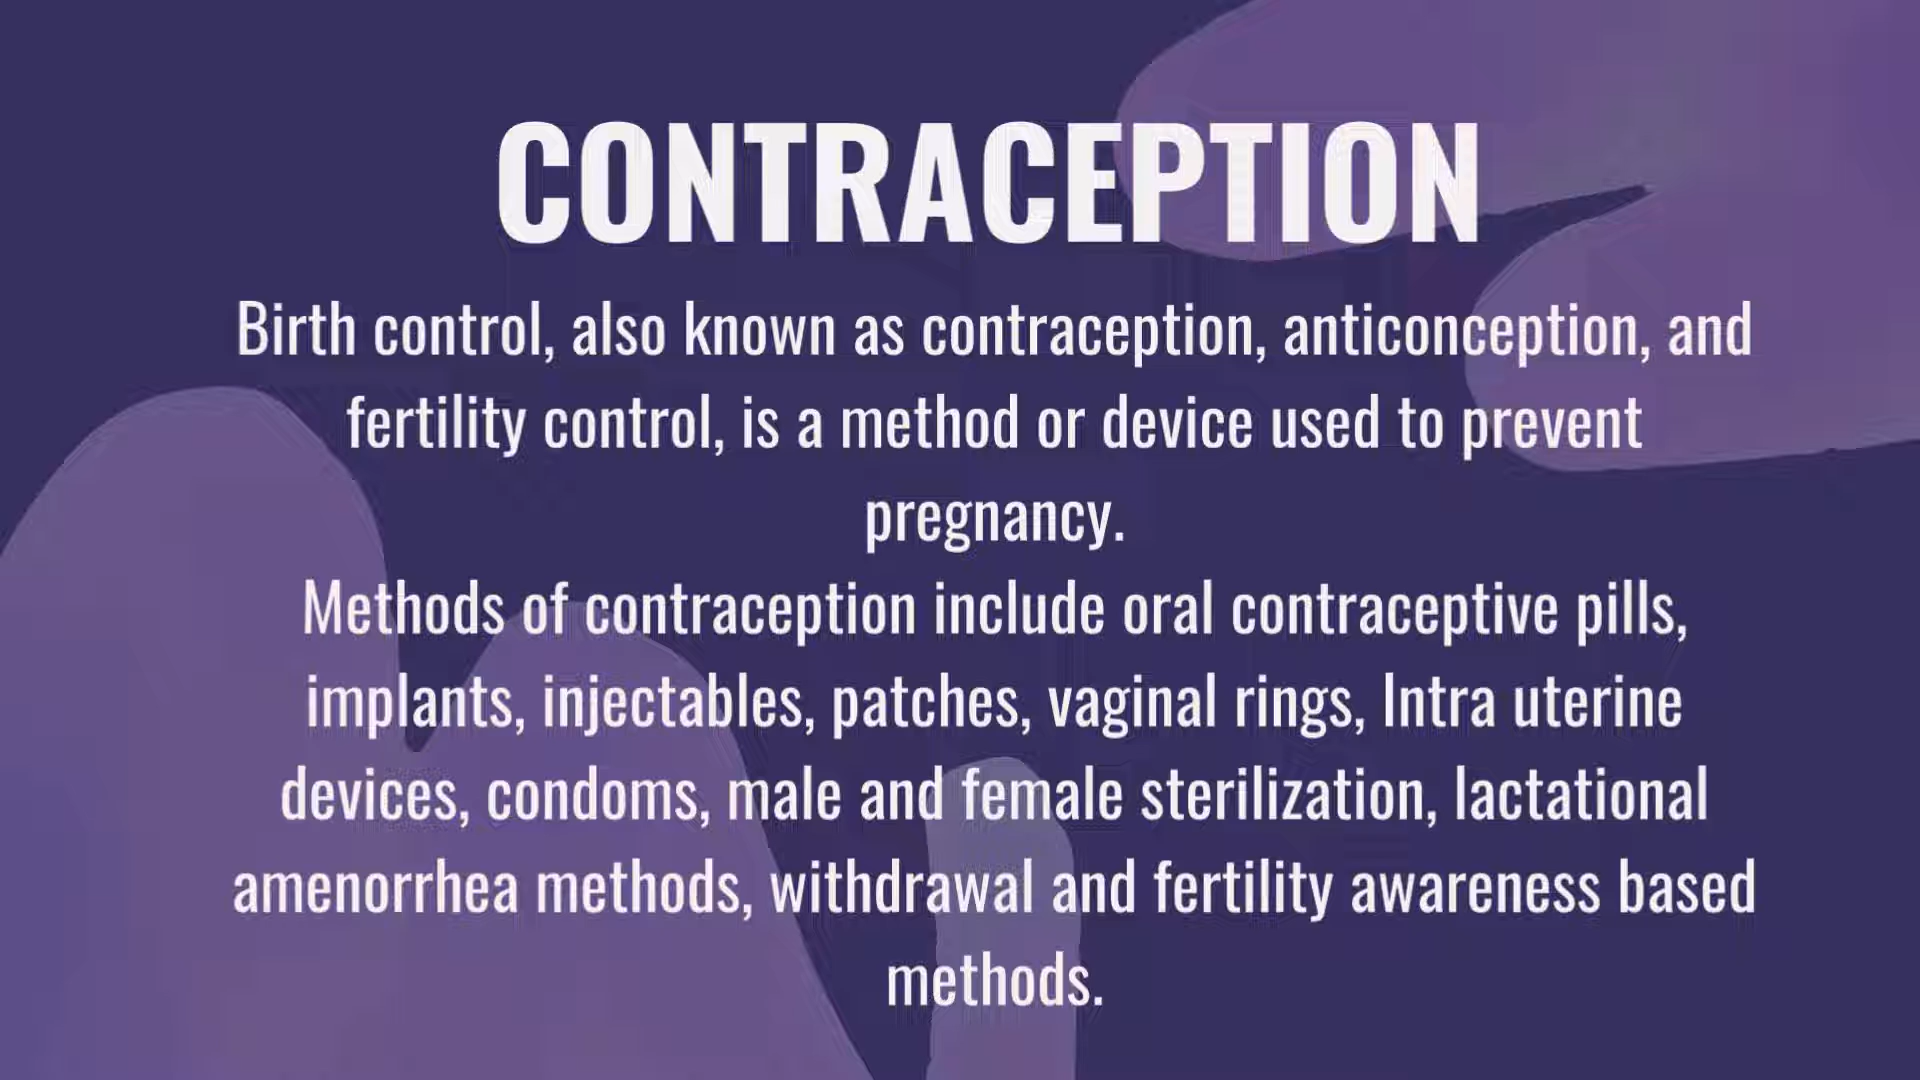 CONTRACEPTION
Birth control, also known as contraception, anticonception, and
fertility control, is a method or device used to prevent
pregnancy.
Methods of contraception include oral contraceptive pills,
implants, injectables, patches, vaginal rings, Intra uterine
devices, condoms, male and female sterilization, lactational
amenorrhea methods, withdrawal and fertility awareness based
methods.